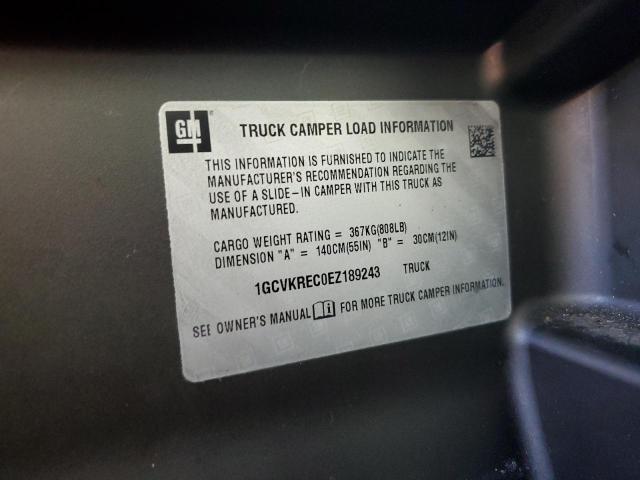 GM
TRUCK CAMPER LOAD INFORMATION
THIS INFORMATION IS FURNISHED TO INDICATE THE
MANUFACTURER'S RECOMMENDATION REGARDING THE
USE OF A SLIDE-IN CAMPER WITH THIS TRUCK AS
MANUFACTURED.
CARGO WEIGHT RATING = 367KG(808LB)
DIMENSION "A" = 140CM(55IN) "B" = 30CM(12IN)
1GCVKREC0EZ189243 TRUCK
SEE OWNER'S MANUAL FOR MORE TRUCK CAMPER INFORMATION.